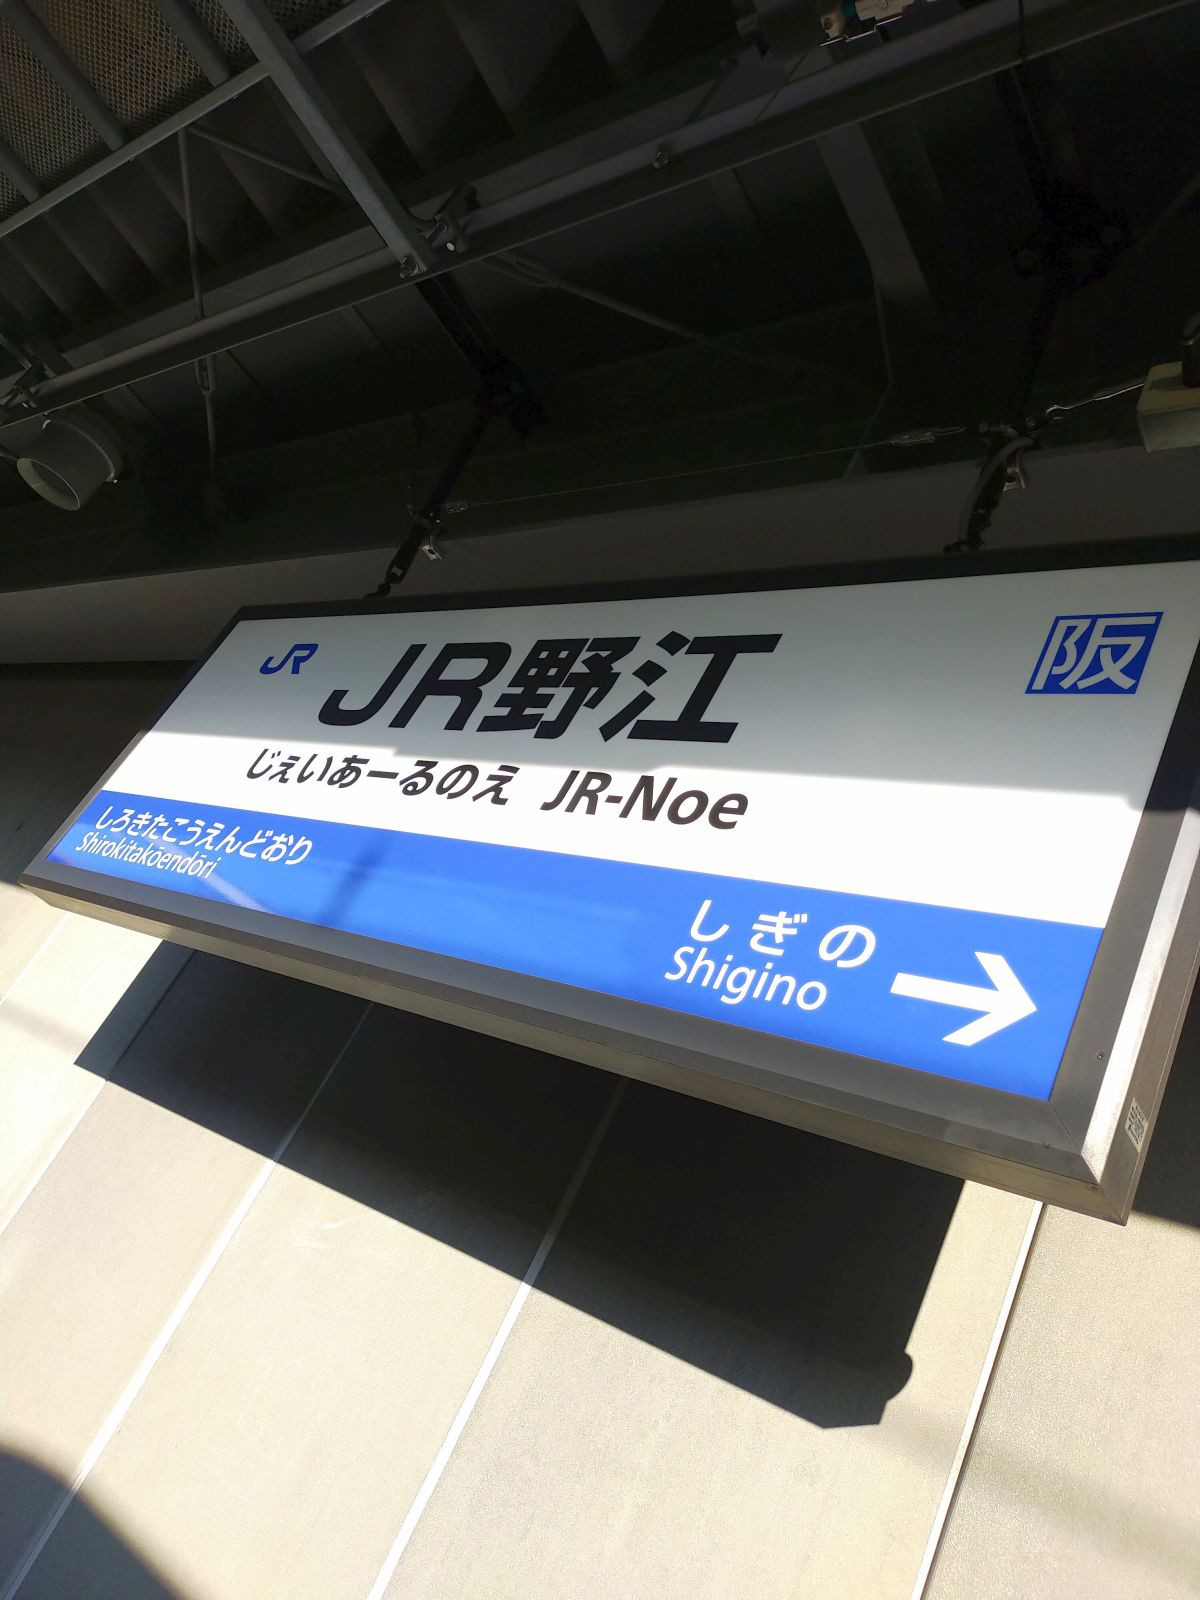 JR
JR野江
阪
じぇいあーるのえ JR-Noe
しろきたこうえんどおり
Shirokitakōendōri
しぎの
Shigino